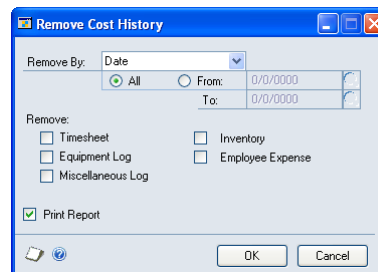 Remove Cost History
Remove By: Date
All From: 0/0/0000
To: 0/0/0000
Remove:
Timesheet Inventory
Equipment Log Employee Expense
Miscellaneous Log
Print Report
OK Cancel